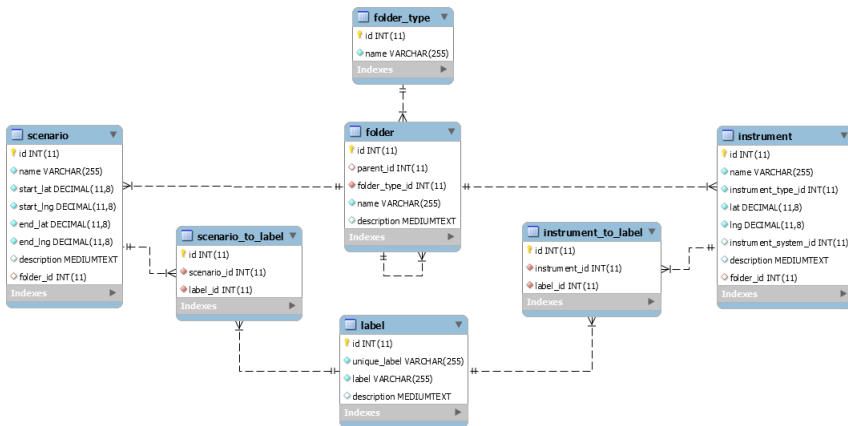 folder_type
id INT(11)
name VARCHAR(255)
Indexes
scenario
id INT(11)
name VARCHAR(255)
start_lat DECIMAL(11,8)
start_lng DECIMAL(11,8)
end_lat DECIMAL(11,8)
end_lng DECIMAL(11,8)
description MEDIUMTEXT
folder_id INT(11)
Indexes
folder
id INT(11)
parent_id INT(11)
folder_type_id INT(11)
name VARCHAR(255)
description MEDIUMTEXT
Indexes
instrument
id INT(11)
name VARCHAR(255)
instrument_type_id INT(11)
lat DECIMAL(11,8)
lng DECIMAL(11,8)
instrument_system_id INT(11)
description MEDIUMTEXT
folder_id INT(11)
Indexes
scenario_to_label
id INT(11)
scenario_id INT(11)
label_id INT(11)
Indexes
instrument_to_label
id INT(11)
instrument_id INT(11)
label_id INT(11)
Indexes
label
id INT(11)
unique_label VARCHAR(255)
label VARCHAR(255)
description MEDIUMTEXT
Indexes